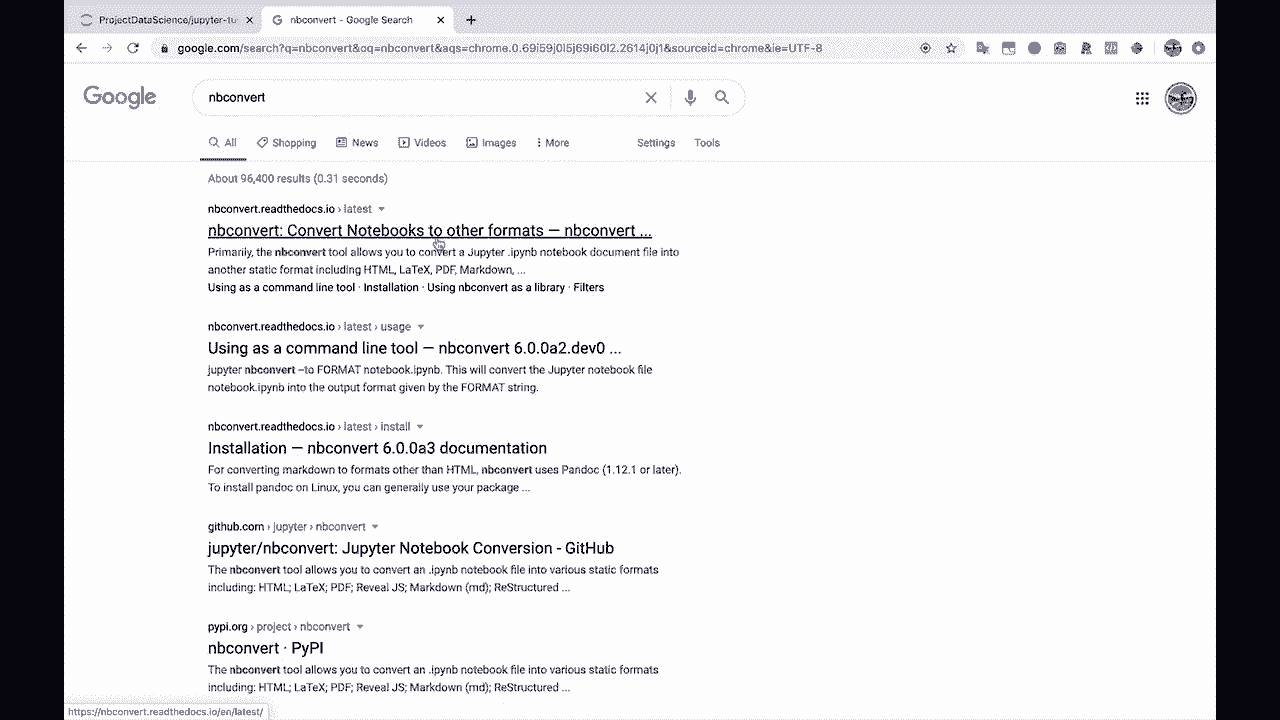 ProjectDataScience/jupyter-tu
nbconvert - Google Search
google.com/search?q=nbconvert&oq=nbconvert&aqs=chrome.0.69i59j0l5j69i60l2.2614j0j1&sourceid=chrome&ie=UTF-8
Google
nbconvert
All Shopping News Videos Images More Settings Tools
About 96,400 results (0.31 seconds)
nbconvert.readthedocs.io › latest
nbconvert: Convert Notebooks to other formats — nbconvert ...
Primarily, the nbconvert tool allows you to convert a Jupyter .ipynb notebook document file into
another static format including HTML, LaTeX, PDF, Markdown, ...
Using as a command line tool · Installation · Using nbconvert as a library · Filters
nbconvert.readthedocs.io › latest › usage
Using as a command line tool — nbconvert 6.0.0a2.dev0 ...
jupyter nbconvert –to FORMAT notebook.ipynb. This will convert the Jupyter notebook file
notebook.ipynb into the output format given by the FORMAT string.
nbconvert.readthedocs.io › latest › install
Installation — nbconvert 6.0.0a3 documentation
For converting markdown to formats other than HTML, nbconvert uses Pandoc (1.12.1 or later).
To install pandoc on Linux, you can generally use your package ...
github.com › jupyter › nbconvert
jupyter/nbconvert: Jupyter Notebook Conversion - GitHub
The nbconvert tool allows you to convert an .ipynb notebook file into various static formats
including: HTML; LaTeX; PDF; Reveal JS; Markdown (md); ReStructured ...
pypi.org › project › nbconvert
nbconvert · PyPI
The nbconvert tool allows you to convert an .ipynb notebook file into various static formats
including: HTML; LaTeX; PDF; Reveal JS; Markdown (md); ReStructured ...
https://nbconvert.readthedocs.io/en/latest/